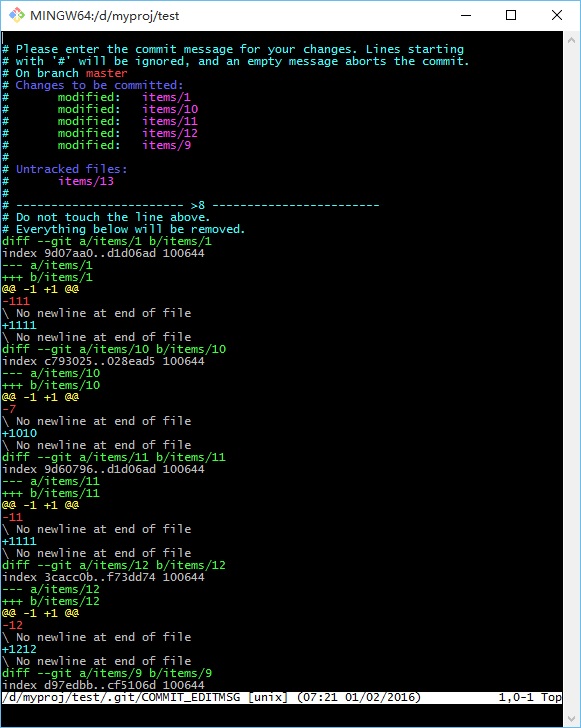 MINGW64:/d/myproj/test
# Please enter the commit message for your changes. Lines starting
# with '#' will be ignored, and an empty message aborts the commit.
# On branch master
# Changes to be committed:
#       modified:   items/1
#       modified:   items/10
#       modified:   items/11
#       modified:   items/12
#       modified:   items/9
#
# Untracked files:
#       items/13
#
# ------------------------ >8 ------------------------
# Do not touch the line above.
# Everything below will be removed.
diff --git a/items/1 b/items/1
index 9d07aa0..d1d06ad 100644
--- a/items/1
+++ b/items/1
@@ -1 +1 @@
-111
\ No newline at end of file
+1111
\ No newline at end of file
diff --git a/items/10 b/items/10
index c793025..028ead5 100644
--- a/items/10
+++ b/items/10
@@ -1 +1 @@
-7
\ No newline at end of file
+1010
\ No newline at end of file
diff --git a/items/11 b/items/11
index 9d60796..d1d06ad 100644
--- a/items/11
+++ b/items/11
@@ -1 +1 @@
-11
\ No newline at end of file
+1111
\ No newline at end of file
diff --git a/items/12 b/items/12
index 3cacc0b..f73dd74 100644
--- a/items/12
+++ b/items/12
@@ -1 +1 @@
-12
\ No newline at end of file
+1212
\ No newline at end of file
diff --git a/items/9 b/items/9
index d97edbb..cf5106d 100644
/d/myproj/test/.git/COMMIT_EDITMSG [unix] (07:21 01/02/2016) 1,0-1 Top